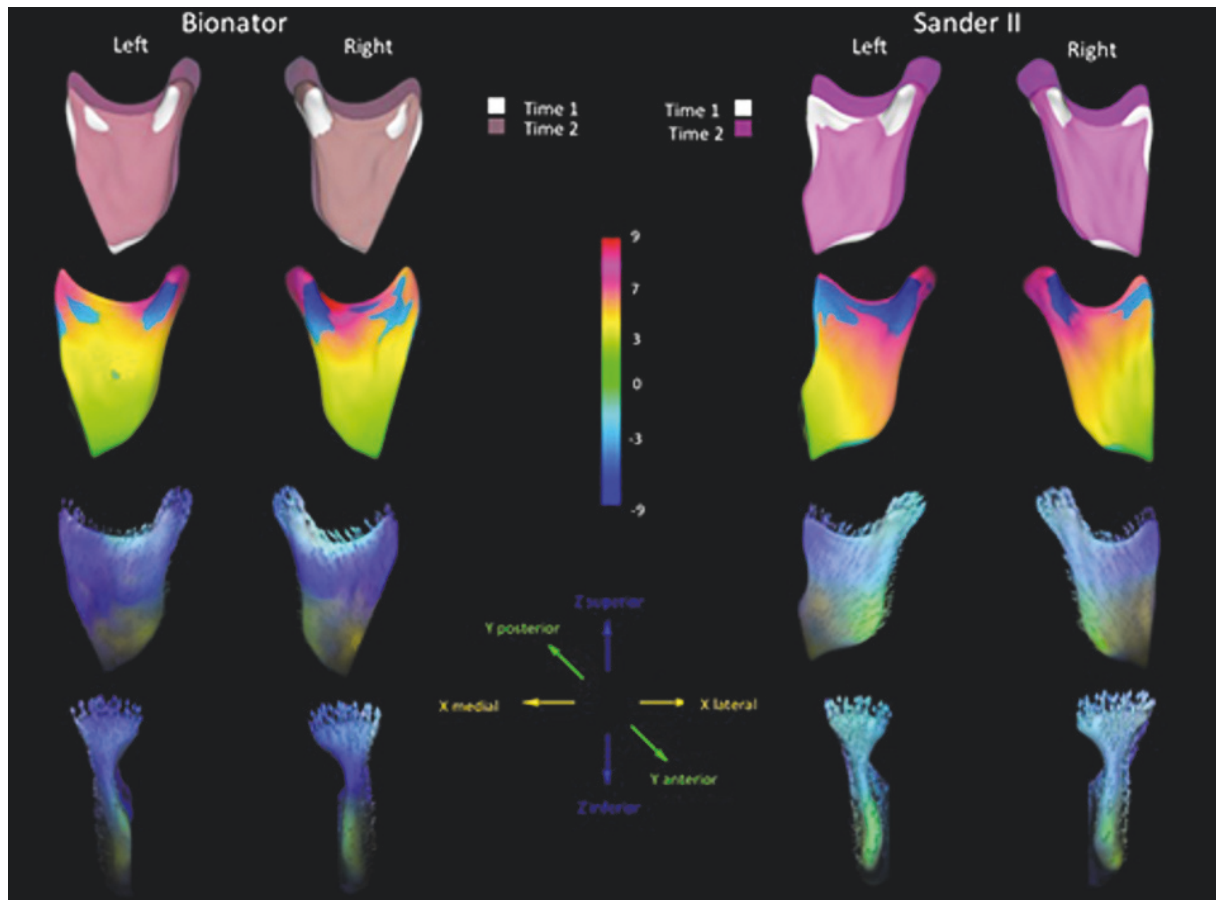 Bionator
Left
Right
Sander II
Left
Right
Time 1
Time 2
Time 1
Time 2
9
7
3
0
-3
-9
Z superior
Y posterior
X medial
X lateral
Y anterior
Z inferior